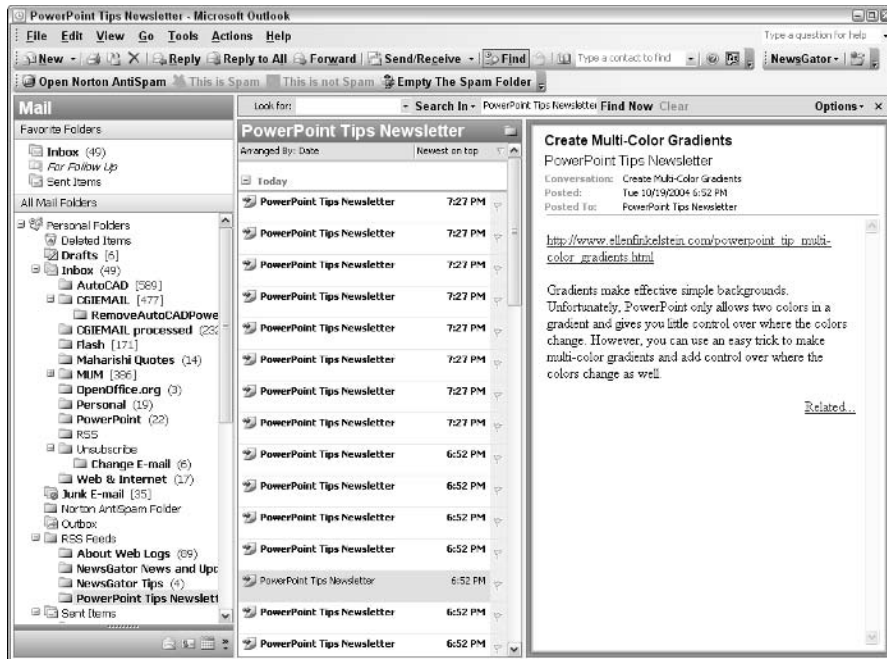 PowerPoint Tips Newsletter - Microsoft Outlook
File Edit View Go Tools Actions Help
Type a question for help
New Reply Reply to All Forward Send/Receive Find Type a contact to find NewsGator
Open Norton AntiSpam This is Spam This is not Spam Empty The Spam Folder
Mail
Favorite Folders
Inbox (49)
For Follow Up
Sent Items
All Mail Folders
Personal Folders
Deleted Items
Drafts [6]
Inbox (49)
AutoCAD [589]
CGIEMAIL [477]
RemoveAutoCADPowe
CGIEMAIL processed (232
Flash [171]
Maharishi Quotes (14)
MUM [386]
OpenOffice.org (3)
Personal (19)
PowerPoint (22)
RSS
Unsubscribe
Change E-mail (6)
Web & Internet (17)
Junk E-mail [35]
Norton AntiSpam Folder
Outbox
RSS Feeds
About Web Logs (89)
NewsGator News and Upd
NewsGator Tips (4)
PowerPoint Tips Newslett
Sent Items
Look for: Search In PowerPoint Tips Newsletter Find Now Clear Options ×
PowerPoint Tips Newsletter
Arranged By: Date Newest on top
Today
PowerPoint Tips Newsletter 7:27 PM
PowerPoint Tips Newsletter 7:27 PM
PowerPoint Tips Newsletter 7:27 PM
PowerPoint Tips Newsletter 7:27 PM
PowerPoint Tips Newsletter 7:27 PM
PowerPoint Tips Newsletter 7:27 PM
PowerPoint Tips Newsletter 7:27 PM
PowerPoint Tips Newsletter 7:27 PM
PowerPoint Tips Newsletter 6:52 PM
PowerPoint Tips Newsletter 6:52 PM
PowerPoint Tips Newsletter 6:52 PM
PowerPoint Tips Newsletter 6:52 PM
PowerPoint Tips Newsletter 6:52 PM
PowerPoint Tips Newsletter 6:52 PM
PowerPoint Tips Newsletter 6:52 PM
Create Multi-Color Gradients
PowerPoint Tips Newsletter
Conversation: Create Multi-Color Gradients
Posted: Tue 10/19/2004 6:52 PM
Posted To: PowerPoint Tips Newsletter
http://www.ellenfinkelstein.com/powerpoint_tip_multi-
color_gradients.html
Gradients make effective simple backgrounds.
Unfortunately, PowerPoint only allows two colors in a
gradient and gives you little control over where the colors
change. However, you can use an easy trick to make
multi-color gradients and add control over where the
colors change as well.
Related...